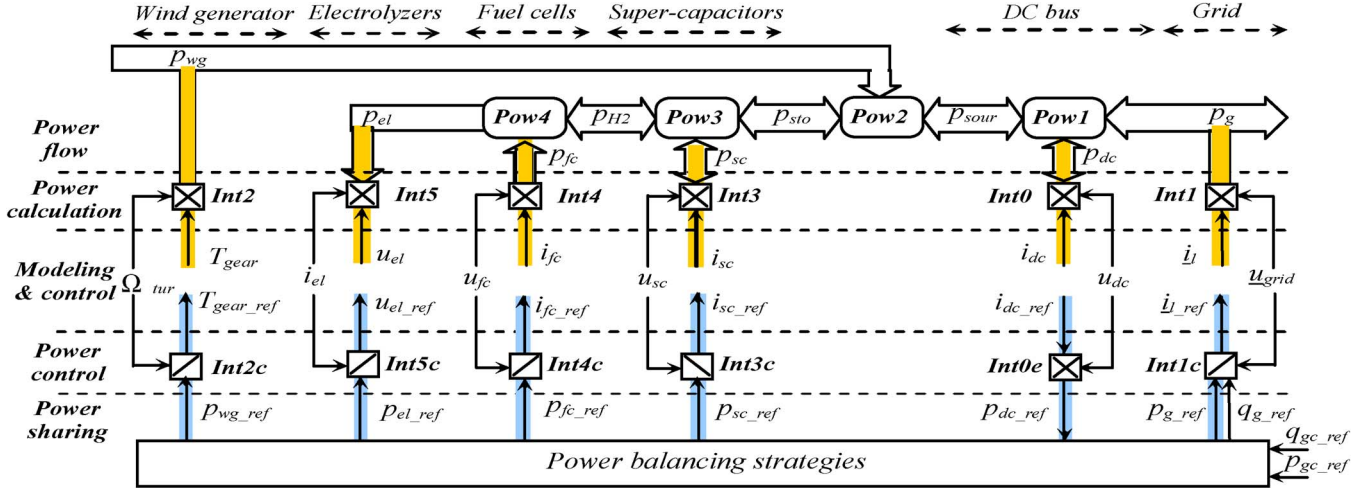 Wind generator Electrolyzers Fuel cells Super-capacitors DC bus Grid
p_wg
p_el Pow4 p_H2 Pow3 p_sto Pow2 p_sour Pow1 p_g
Power
flow
p_fc p_sc p_dc
Power
calculation
Int2 Int5 Int4 Int3 Int0 Int1
T_gear u_el i_fc i_sc i_dc i_l
Modeling
& control
Ω_tur i_el u_fc u_sc u_dc u_grid
T_gear_ref u_el_ref i_fc_ref i_sc_ref i_dc_ref i_l_ref
Power
control
Int2c Int5c Int4c Int3c Int0e Int1c
Power
sharing
p_wg_ref p_el_ref p_fc_ref p_sc_ref p_dc_ref p_g_ref q_g_ref
q_gc_ref
Power balancing strategies
p_gc_ref